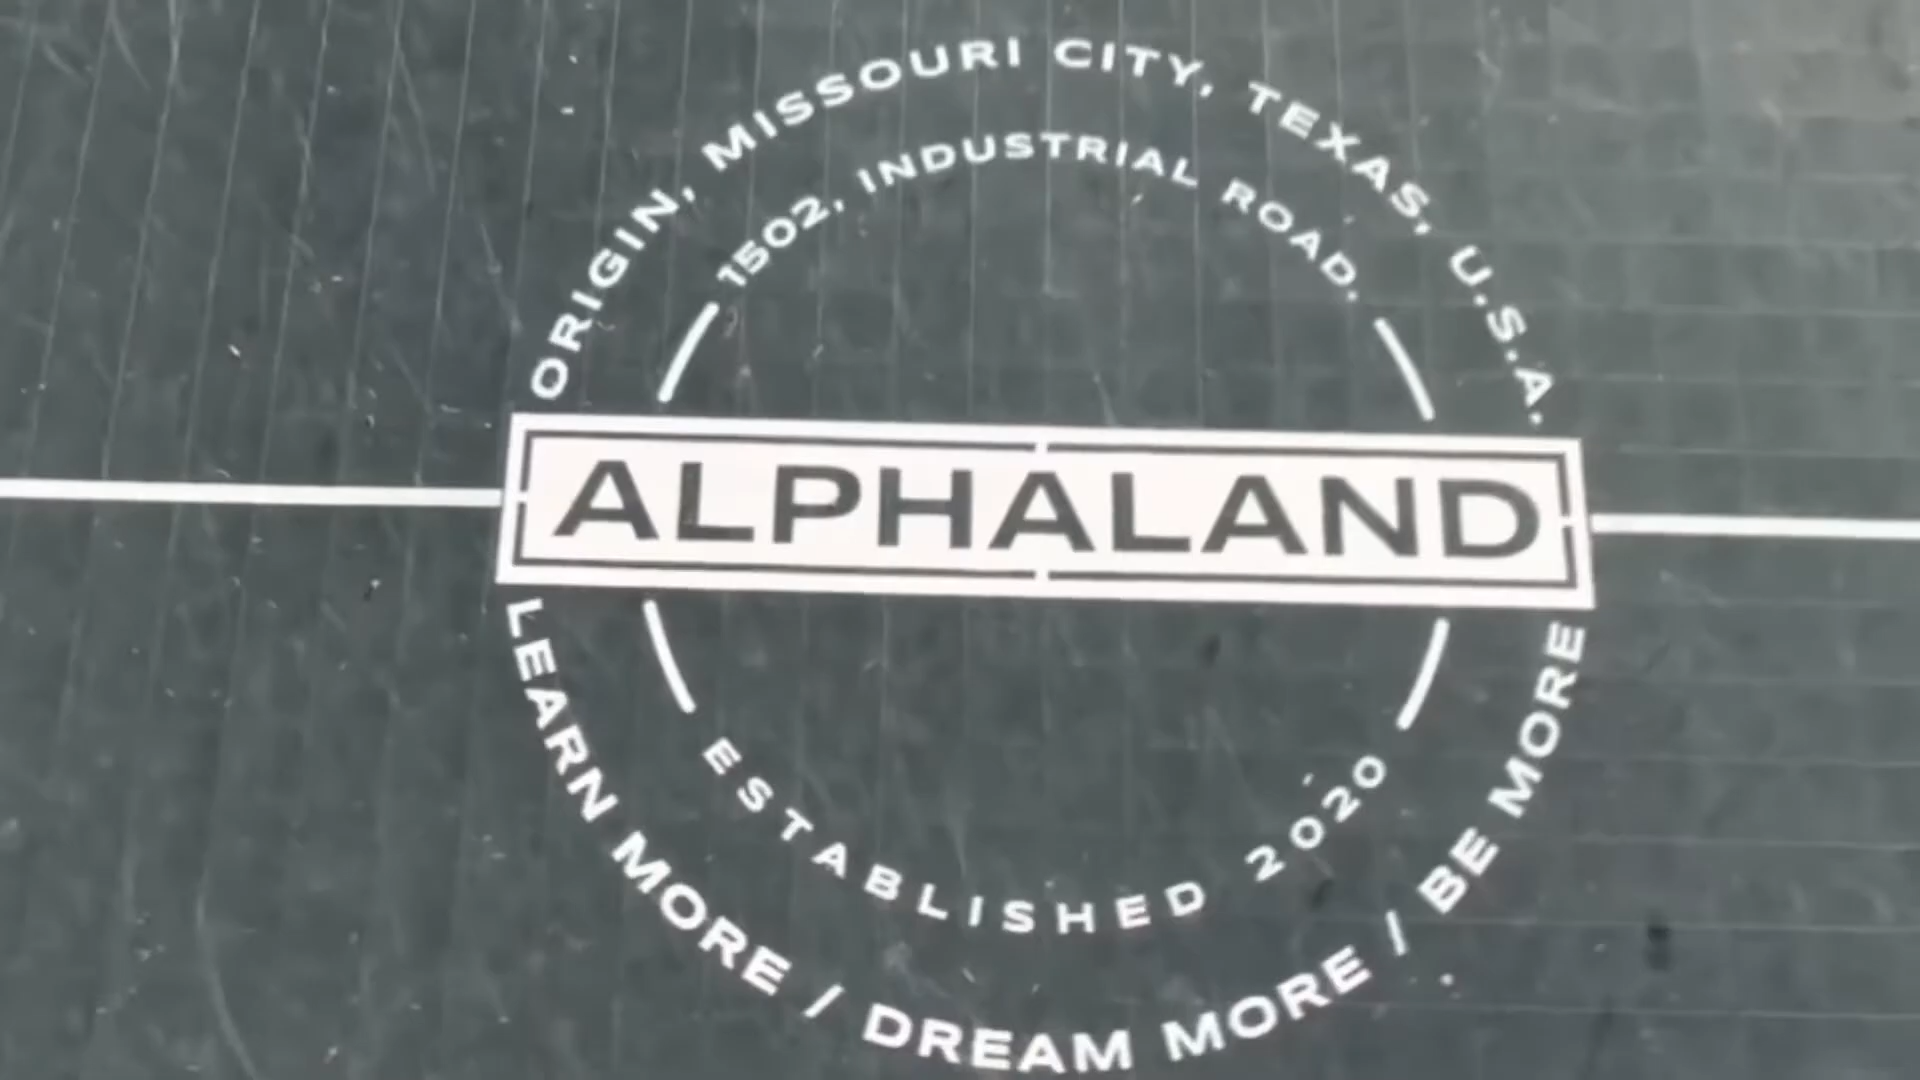 ORIGIN, MISSOURI CITY, TEXAS, U.S.A.
1502, INDUSTRIAL ROAD.
ALPHALAND
ESTABLISHED 2020
LEARN MORE / DREAM MORE / BE MORE